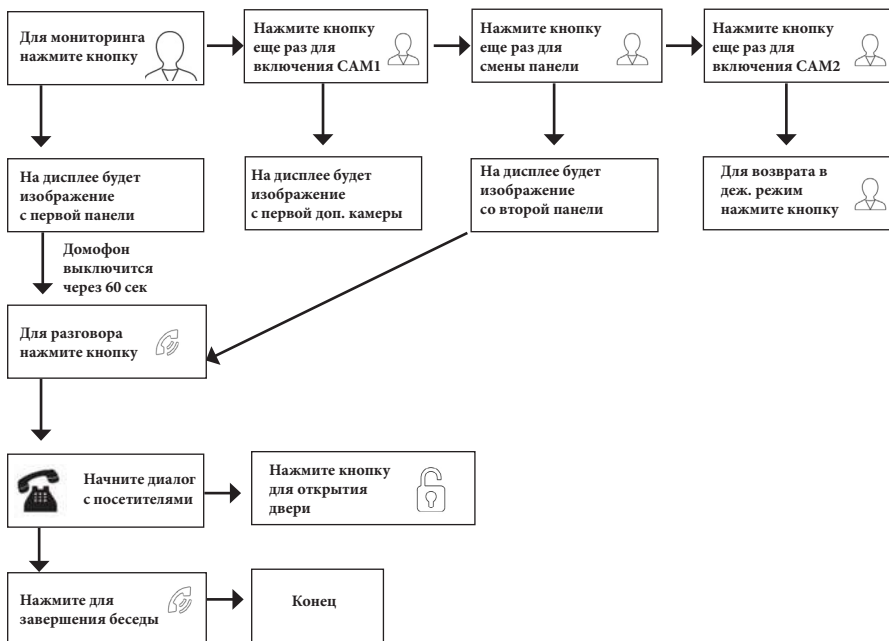 Для мониторинга
нажмите кнопку
Нажмите кнопку
еще раз для
включения CAM1
Нажмите кнопку
еще раз для
смены панели
Нажмите кнопку
еще раз для
включения CAM2
На дисплее будет
изображение
с первой панели
На дисплее будет
изображение
с первой доп. камеры
На дисплее будет
изображение
со второй панели
Для возврата в
деж. режим
нажмите кнопку
Домофон
выключится
через 60 сек
Для разговора
нажмите кнопку
Начните диалог
с посетителями
Нажмите кнопку
для открытия
двери
Нажмите для
завершения беседы
Конец